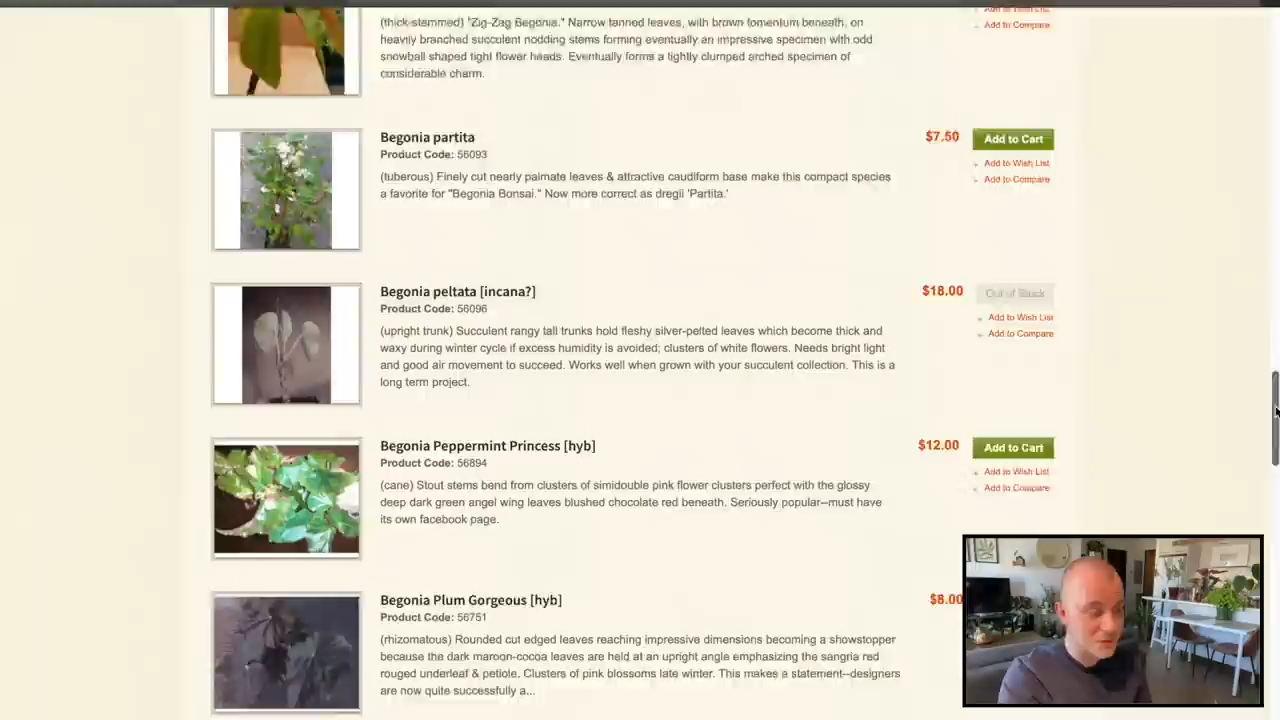 (thick-stemmed) "Zig-Zag Begonia." Narrow tanned leaves, with brown tomentum beneath, on
heavily branched succulent nodding stems forming eventually an impressive specimen with odd
snowball shaped tight flower heads. Eventually forms a tightly clumped arched specimen of
considerable charm.
Add to Wish List
Add to Compare
Begonia partita
Product Code: 56093
(tuberous) Finely cut nearly palmate leaves & attractive caudiform base make this compact species
a favorite for "Begonia Bonsai." Now more correct as dregii 'Partita.'
$7.50
Add to Cart
Add to Wish List
Add to Compare
Begonia peltata [incana?]
Product Code: 56096
(upright trunk) Succulent rangy tall trunks hold fleshy silver-pelted leaves which become thick and
waxy during winter cycle if excess humidity is avoided; clusters of white flowers. Needs bright light
and good air movement to succeed. Works well when grown with your succulent collection. This is a
long term project.
$18.00
Out of Stock
Add to Wish List
Add to Compare
Begonia Peppermint Princess [hyb]
Product Code: 56894
(cane) Stout stems bend from clusters of simidouble pink flower clusters perfect with the glossy
deep dark green angel wing leaves blushed chocolate red beneath. Seriously popular--must have
its own facebook page.
$12.00
Add to Cart
Add to Wish List
Add to Compare
Begonia Plum Gorgeous [hyb]
Product Code: 56751
(rhizomatous) Rounded cut edged leaves reaching impressive dimensions becoming a showstopper
because the dark maroon-cocoa leaves are held at an upright angle emphasizing the sangria red
rouged underleaf & petiole. Clusters of pink blossoms late winter. This makes a statement--designers
are now quite successfully a...
$8.00